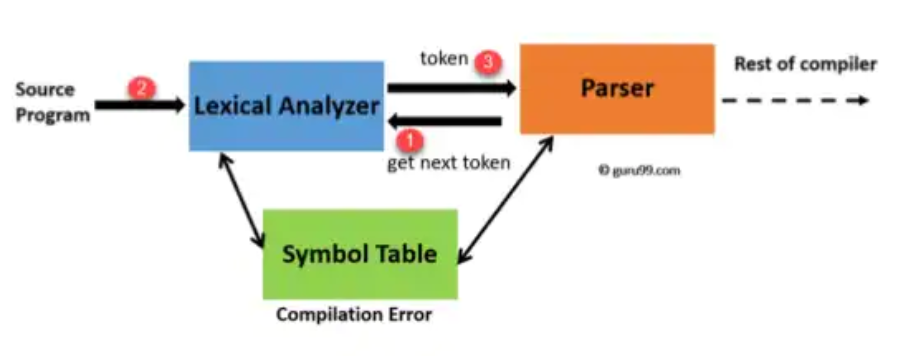 Source
Program
2
Lexical Analyzer
token
3
1
get next token
Parser
Rest of compiler
© guru99.com
Symbol Table
Compilation Error